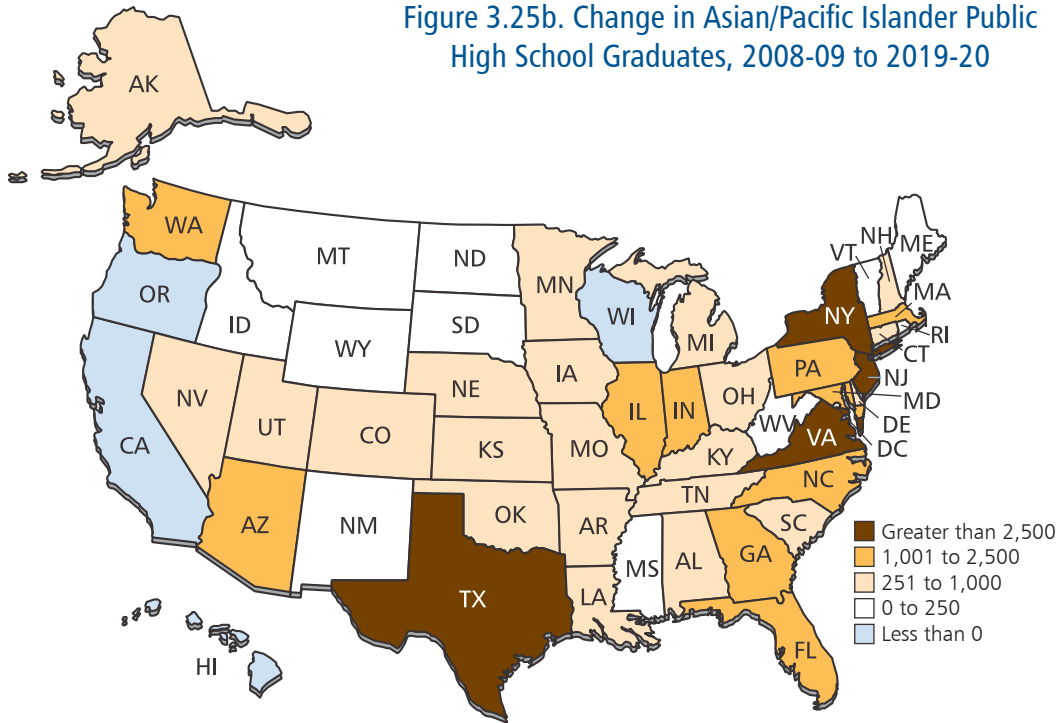 Figure 3.25b. Change in Asian/Pacific Islander Public
High School Graduates, 2008-09 to 2019-20
AK
WA
MT
ND
MN
VT
NH
ME
OR
ID
SD
WI
NY
MA
WY
MI
RI
CT
NV
NE
IA
PA
NJ
CA
UT
CO
IL
IN
OH
MD
WV
DE
KS
MO
KY
VA
DC
AZ
NM
OK
AR
TN
NC
SC
MS
AL
GA
TX
LA
FL
HI
Greater than 2,500
1,001 to 2,500
251 to 1,000
0 to 250
Less than 0